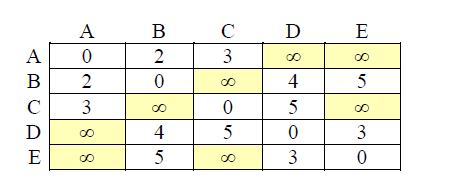 A B C D E
A 0 2 3 ∞ ∞
B 2 0 ∞ 4 5
C 3 ∞ 0 5 ∞
D ∞ 4 5 0 3
E ∞ 5 ∞ 3 0